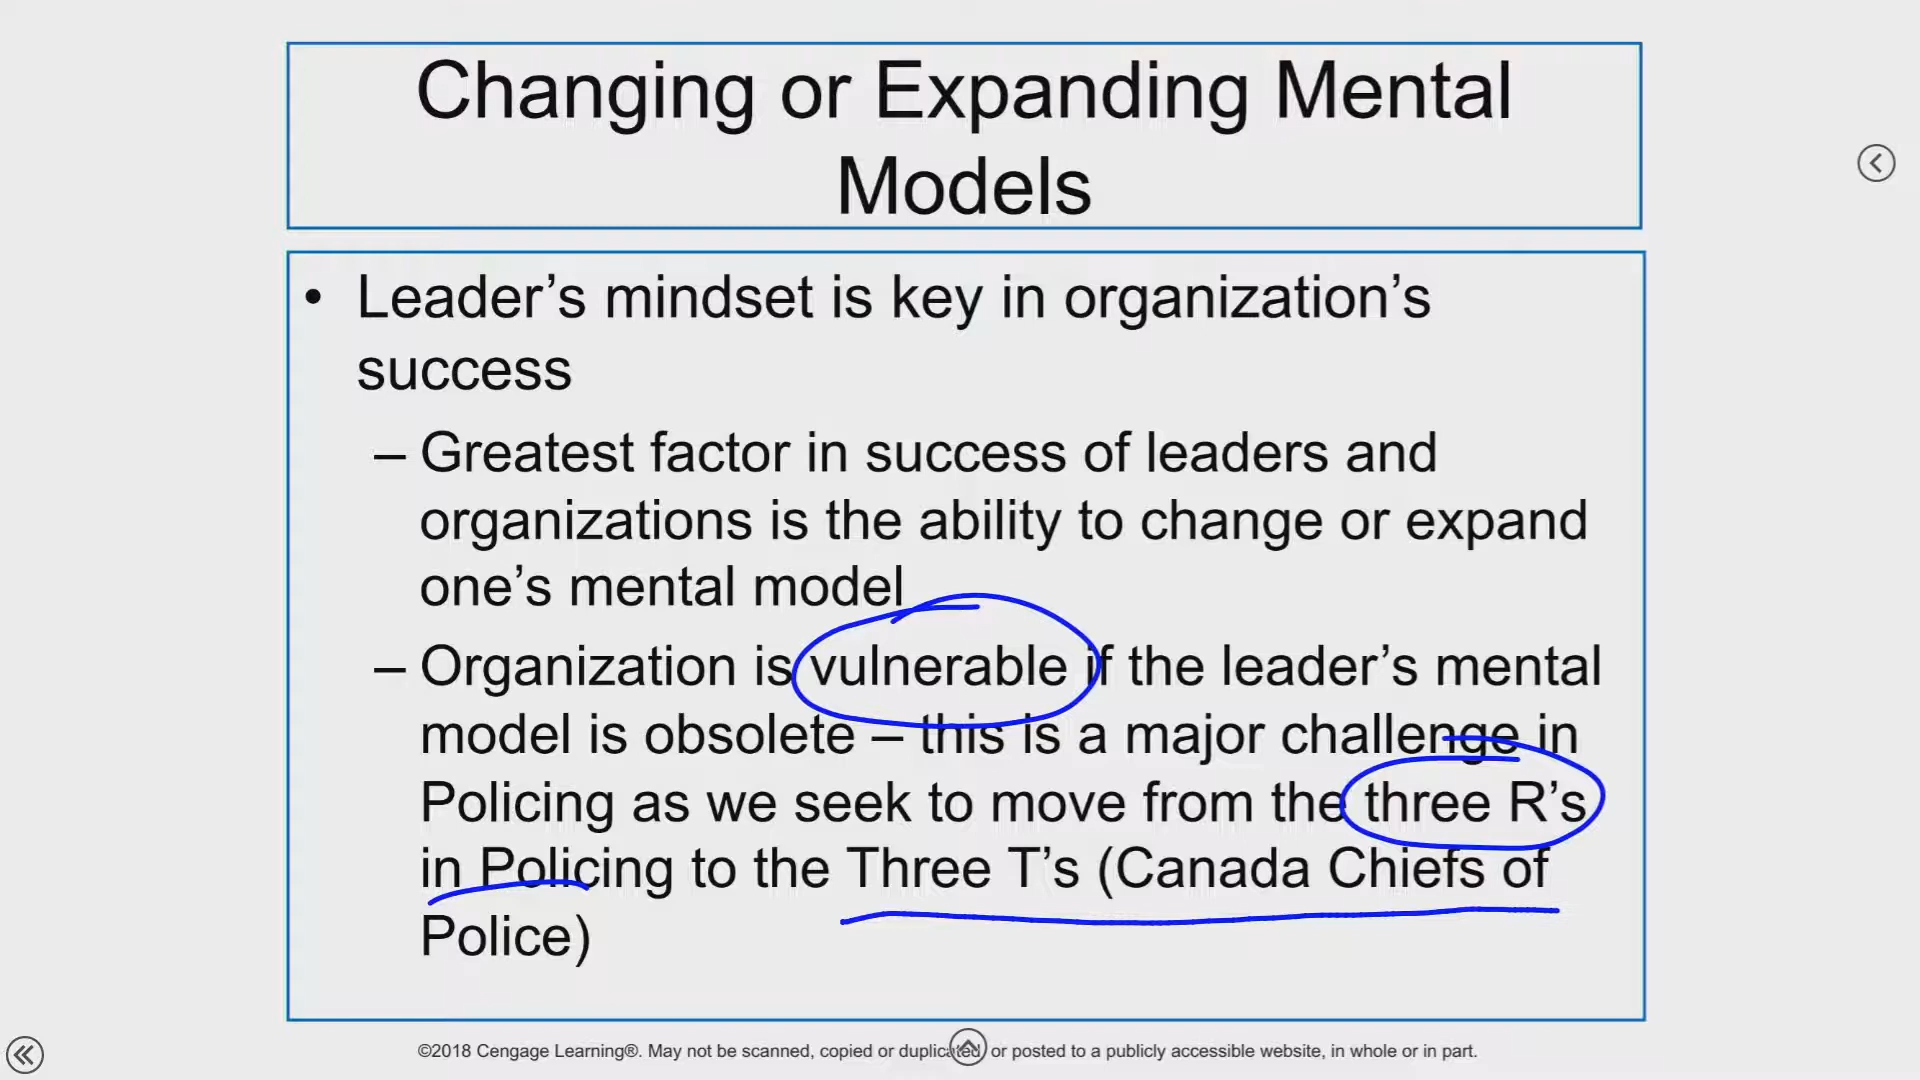 Changing or Expanding Mental
Models
• Leader’s mindset is key in organization’s
success
– Greatest factor in success of leaders and
organizations is the ability to change or expand
one’s mental model
– Organization is vulnerable if the leader’s mental
model is obsolete – this is a major challenge in
Policing as we seek to move from the three R’s
in Policing to the Three T’s (Canada Chiefs of
Police)
©2018 Cengage Learning®. May not be scanned, copied or duplicated, or posted to a publicly accessible website, in whole or in part.